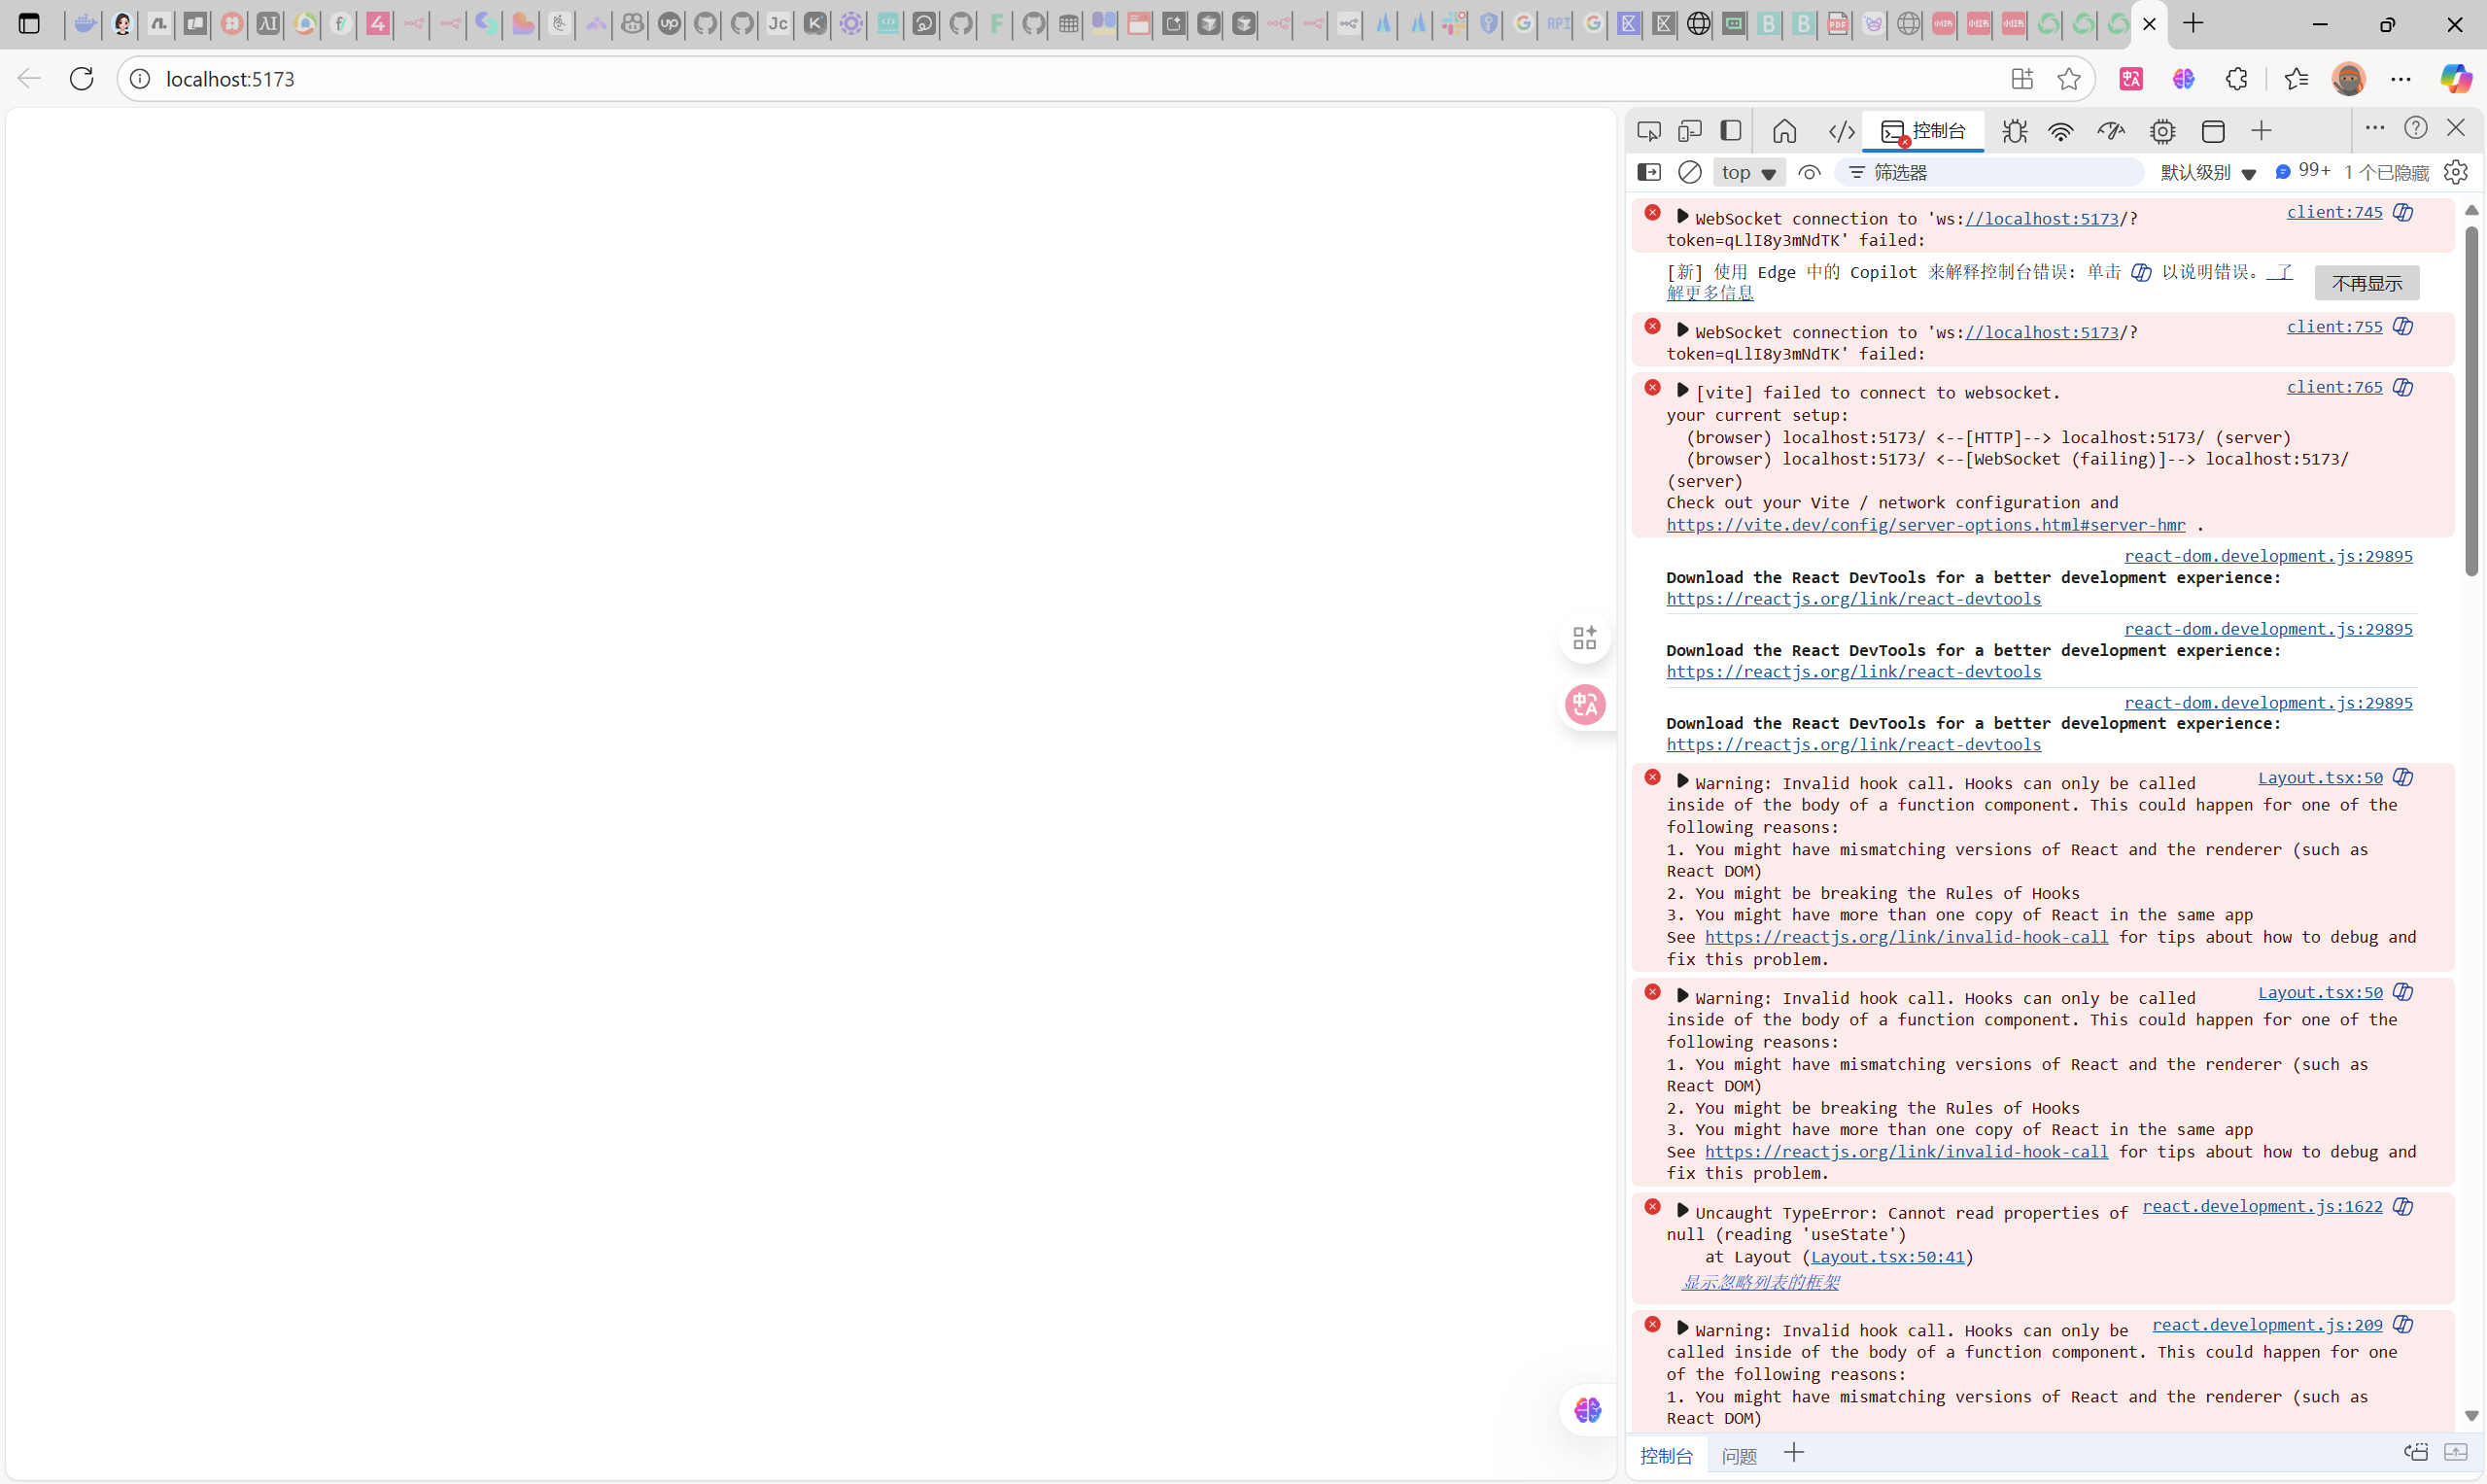 localhost:5173
控制台
top
筛选器
默认级别
99+
1 个已隐藏
WebSocket connection to 'ws://localhost:5173/?
client:745
token=qLlI8y3mNdTK' failed:
[新] 使用 Edge 中的 Copilot 来解释控制台错误: 单击 以说明错误。 了
解更多信息
不再显示
WebSocket connection to 'ws://localhost:5173/?
client:755
token=qLlI8y3mNdTK' failed:
[vite] failed to connect to websocket.
client:765
your current setup:
(browser) localhost:5173/ <--[HTTP]--> localhost:5173/ (server)
(browser) localhost:5173/ <--[WebSocket (failing)]--> localhost:5173/
(server)
Check out your Vite / network configuration and
https://vite.dev/config/server-options.html#server-hmr .
react-dom.development.js:29895
Download the React DevTools for a better development experience:
https://reactjs.org/link/react-devtools
react-dom.development.js:29895
Download the React DevTools for a better development experience:
https://reactjs.org/link/react-devtools
react-dom.development.js:29895
Download the React DevTools for a better development experience:
https://reactjs.org/link/react-devtools
Warning: Invalid hook call. Hooks can only be called
Layout.tsx:50
inside of the body of a function component. This could happen for one of the
following reasons:
1. You might have mismatching versions of React and the renderer (such as
React DOM)
2. You might be breaking the Rules of Hooks
3. You might have more than one copy of React in the same app
See https://reactjs.org/link/invalid-hook-call for tips about how to debug and
fix this problem.
Warning: Invalid hook call. Hooks can only be called
Layout.tsx:50
inside of the body of a function component. This could happen for one of the
following reasons:
1. You might have mismatching versions of React and the renderer (such as
React DOM)
2. You might be breaking the Rules of Hooks
3. You might have more than one copy of React in the same app
See https://reactjs.org/link/invalid-hook-call for tips about how to debug and
fix this problem.
Uncaught TypeError: Cannot read properties of
react.development.js:1622
null (reading 'useState')
at Layout (Layout.tsx:50:41)
显示忽略列表的框架
Warning: Invalid hook call. Hooks can only be
react.development.js:209
called inside of the body of a function component. This could happen for one
of the following reasons:
1. You might have mismatching versions of React and the renderer (such as
React DOM)
控制台
问题